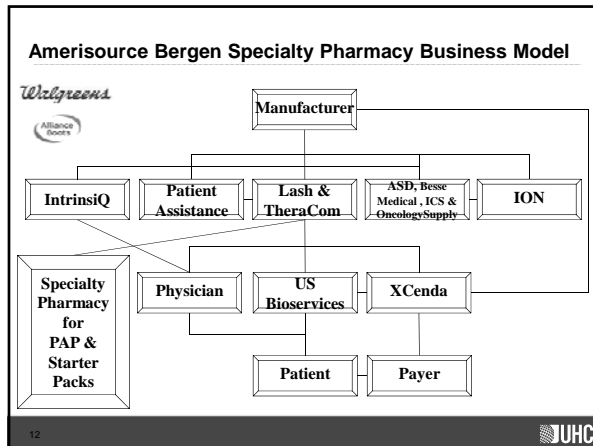 Amerisource Bergen Specialty Pharmacy Business Model
Walgreens
Alliance
Boots
Manufacturer
IntrinsiQ
Patient
Assistance
Lash &
TheraCom
ASD, Besse
Medical , ICS &
OncologySupply
ION
Specialty
Pharmacy
for
PAP &
Starter
Packs
Physician
US
Bioservices
XCenda
Patient
Payer
12
UHC